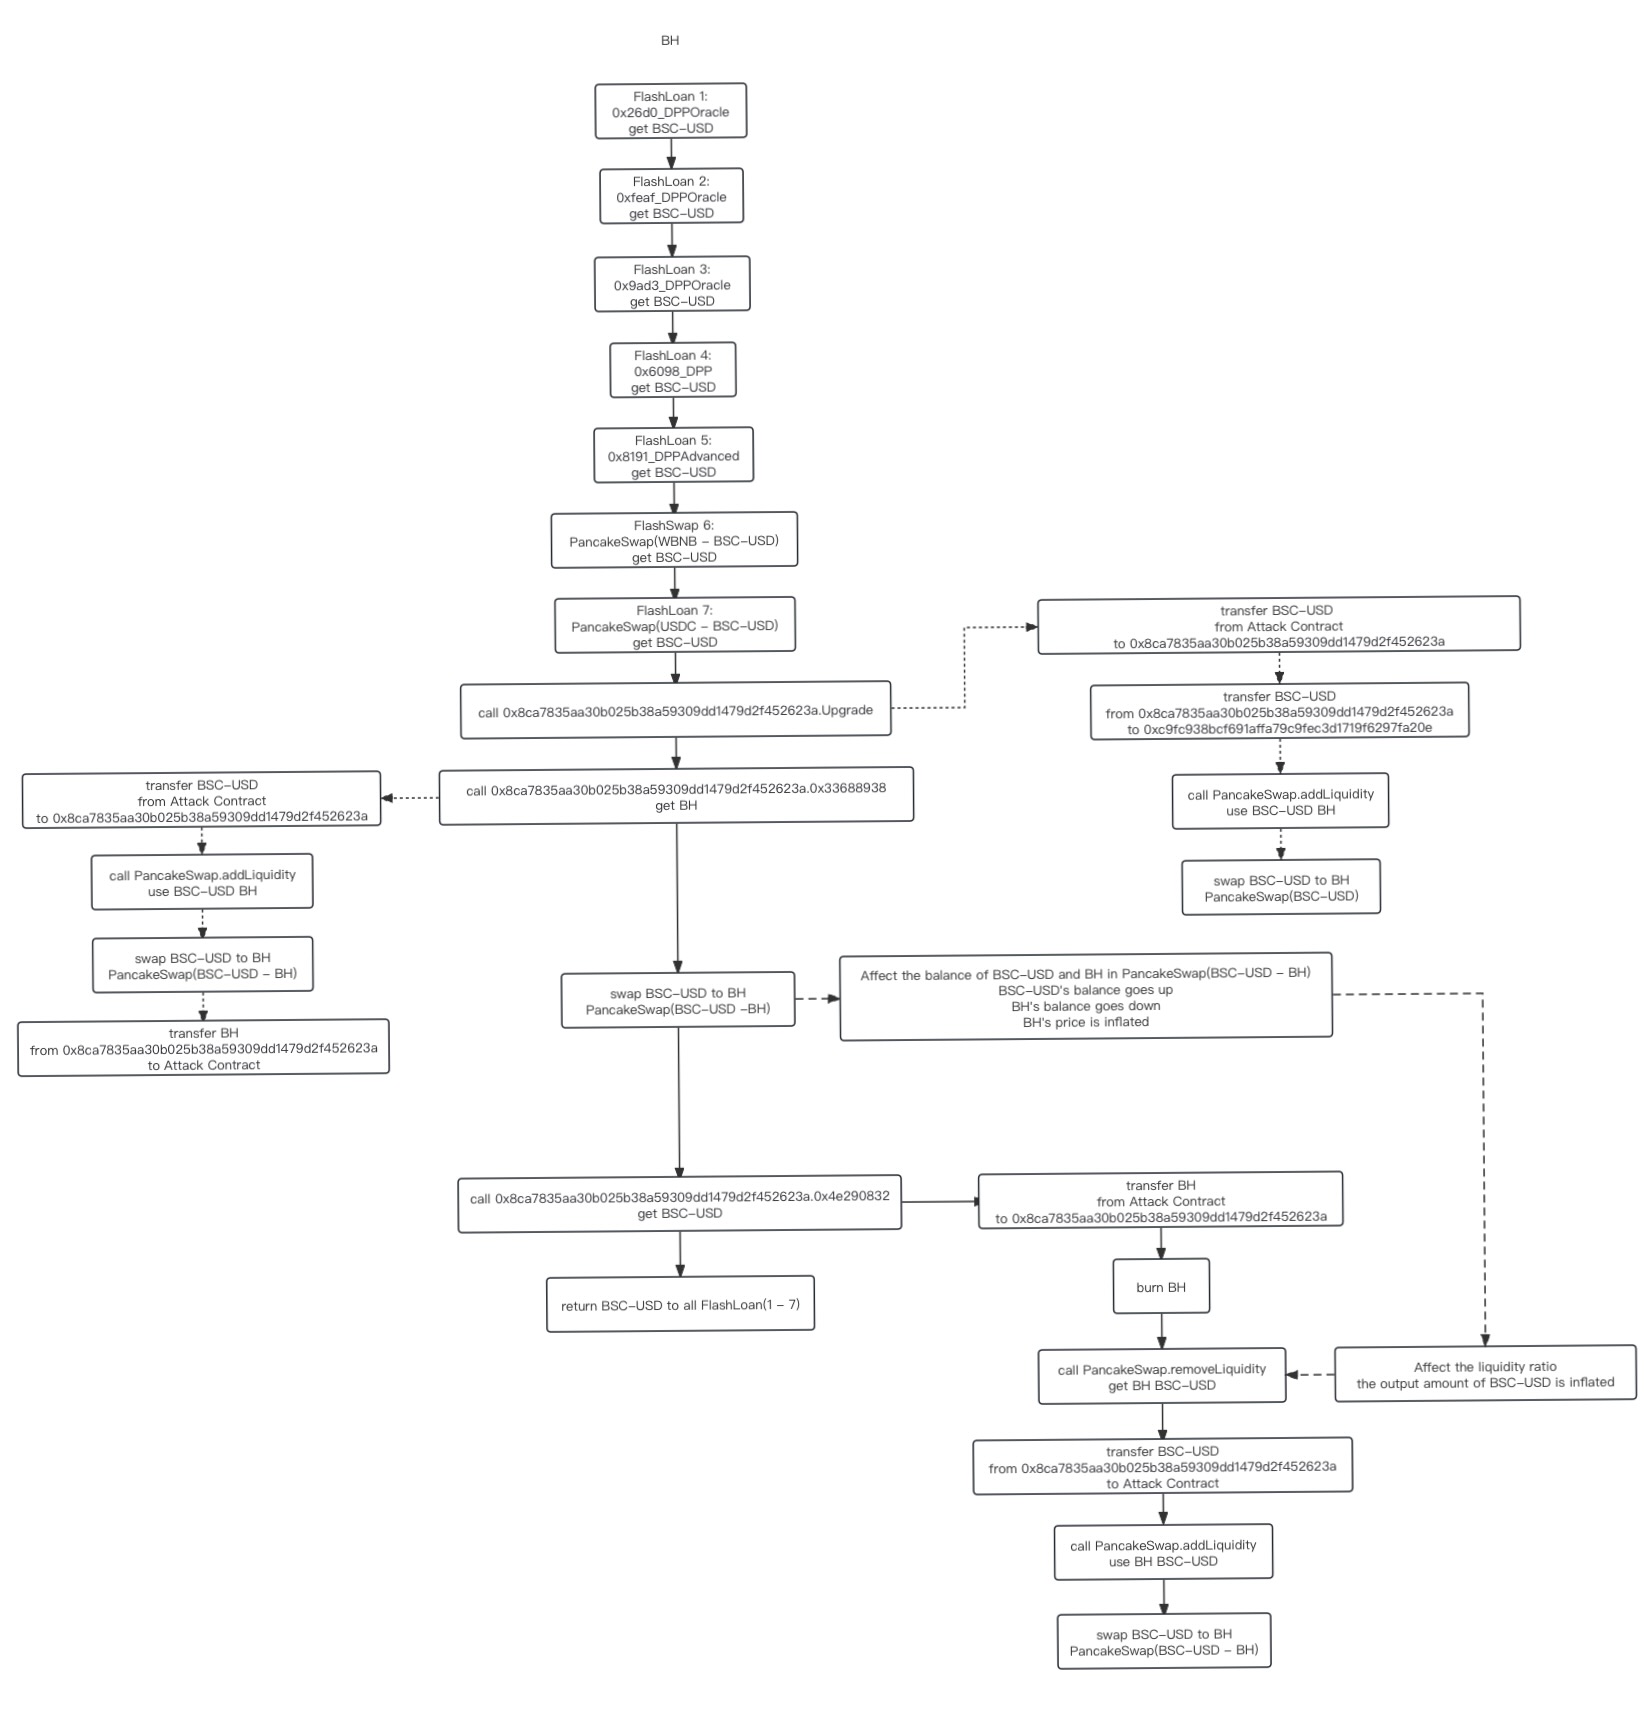 BH
FlashLoan 1:
0x26d0_DPPOracle
get BSC-USD
FlashLoan 2:
0xfeaf_DPPOracle
get BSC-USD
FlashLoan 3:
0x9ad3_DPPOracle
get BSC-USD
FlashLoan 4:
0x6098_DPP
get BSC-USD
FlashLoan 5:
0x8191_DPPAdvanced
get BSC-USD
FlashSwap 6:
PancakeSwap(WBNB - BSC-USD)
get BSC-USD
FlashLoan 7:
PancakeSwap(USDC - BSC-USD)
get BSC-USD
call 0x8ca7835aa30b025b38a59309dd1479d2f452623a.Upgrade
transfer BSC-USD
from Attack Contract
to 0x8ca7835aa30b025b38a59309dd1479d2f452623a
transfer BSC-USD
from 0x8ca7835aa30b025b38a59309dd1479d2f452623a
to 0xc9fc938bcf691affa79c9fec3d1719f6297fa20e
call PancakeSwap.addLiquidity
use BSC-USD BH
swap BSC-USD to BH
PancakeSwap(BSC-USD)
call 0x8ca7835aa30b025b38a59309dd1479d2f452623a.0x33688938
get BH
transfer BSC-USD
from Attack Contract
to 0x8ca7835aa30b025b38a59309dd1479d2f452623a
call PancakeSwap.addLiquidity
use BSC-USD BH
swap BSC-USD to BH
PancakeSwap(BSC-USD - BH)
transfer BH
from 0x8ca7835aa30b025b38a59309dd1479d2f452623a
to Attack Contract
swap BSC-USD to BH
PancakeSwap(BSC-USD -BH)
Affect the balance of BSC-USD and BH in PancakeSwap(BSC-USD - BH)
BSC-USD's balance goes up
BH's balance goes down
BH's price is inflated
call 0x8ca7835aa30b025b38a59309dd1479d2f452623a.0x4e290832
get BSC-USD
return BSC-USD to all FlashLoan(1 - 7)
transfer BH
from Attack Contract
to 0x8ca7835aa30b025b38a59309dd1479d2f452623a
burn BH
call PancakeSwap.removeLiquidity
get BH BSC-USD
Affect the liquidity ratio
the output amount of BSC-USD is inflated
transfer BSC-USD
from 0x8ca7835aa30b025b38a59309dd1479d2f452623a
to Attack Contract
call PancakeSwap.addLiquidity
use BH BSC-USD
swap BSC-USD to BH
PancakeSwap(BSC-USD - BH)